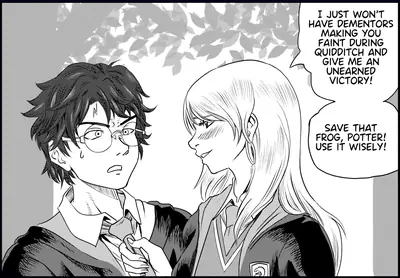 I JUST WON'T
HAVE DEMENTORS
MAKING YOU
FAINT DURING
QUIDDITCH AND
GIVE ME AN
UNEARNED
VICTORY!
SAVE THAT
FROG, POTTER!
USE IT WISELY!